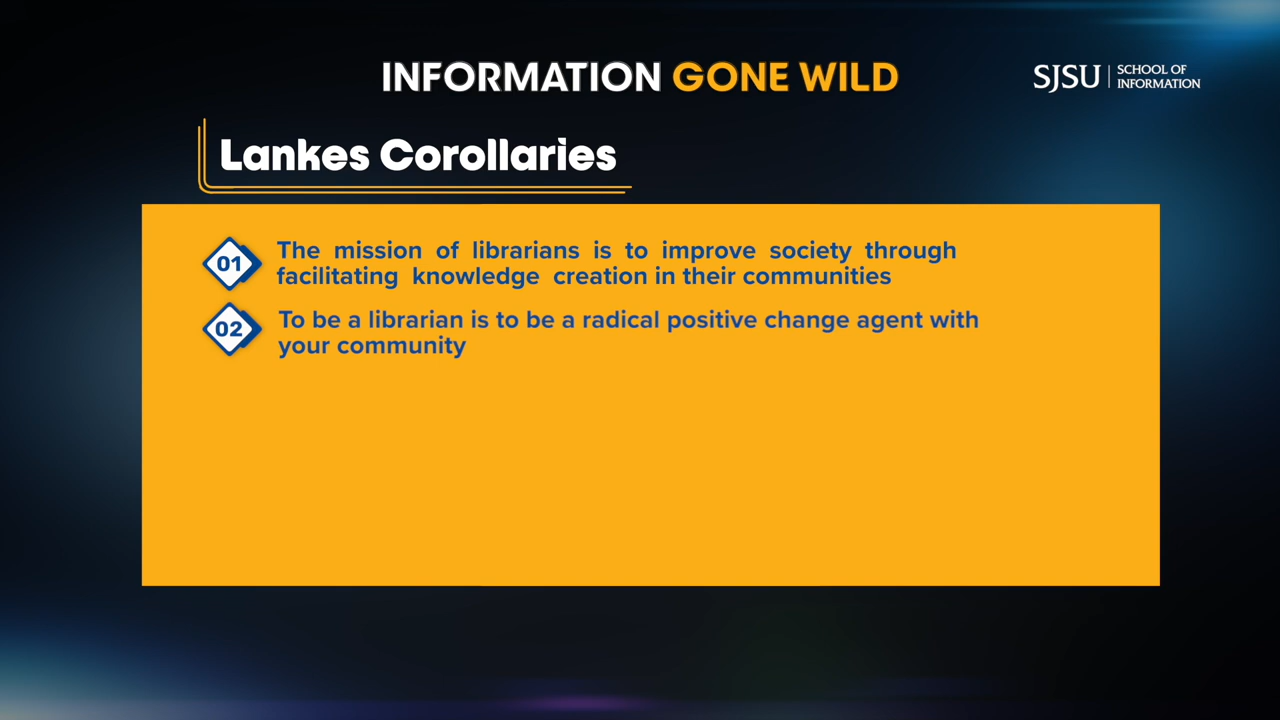 INFORMATION GONE WILD
SJSU | SCHOOL OF
INFORMATION
Lankes Corollaries
01 The mission of librarians is to improve society through
facilitating knowledge creation in their communities
02 To be a librarian is to be a radical positive change agent with
your community